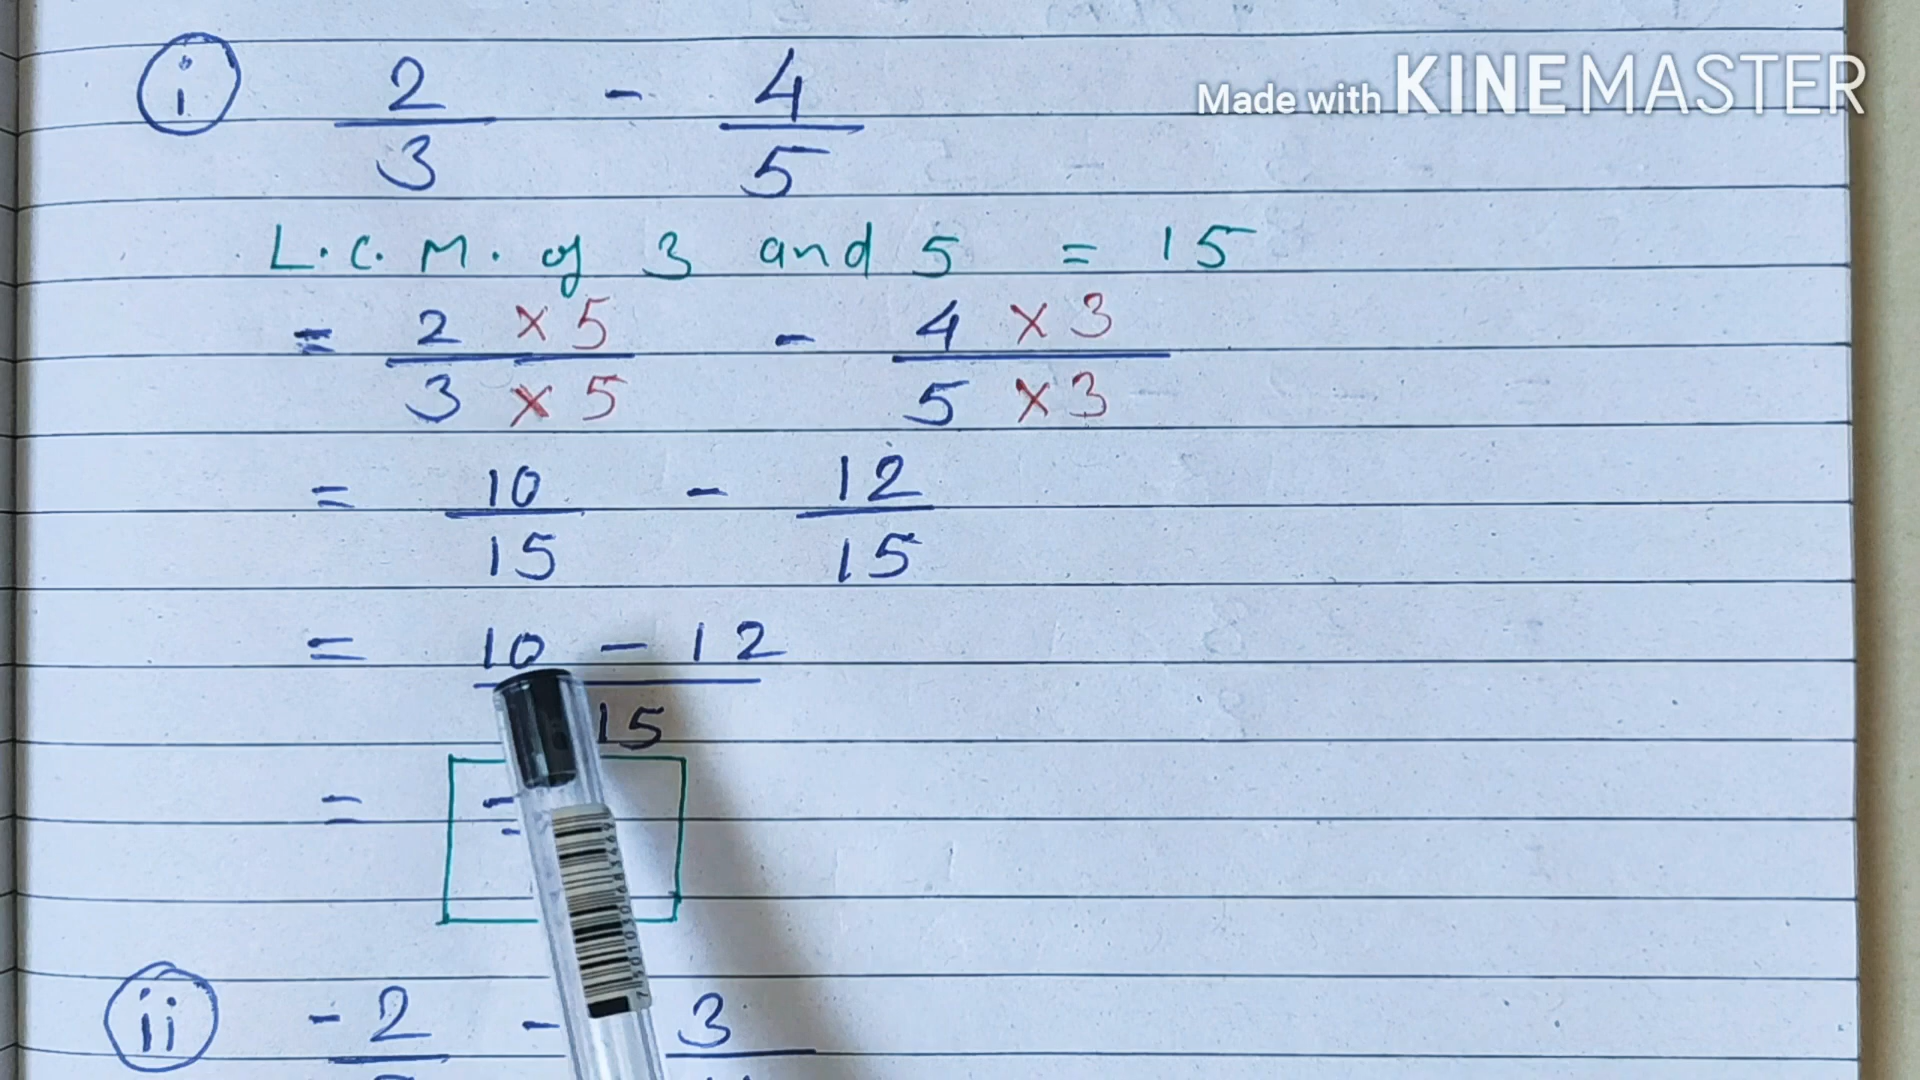 Made with KINEMASTER
i 2/3 - 4/5
L.C.M. of 3 and 5 = 15
= 2 × 5 / 3 × 5 - 4 × 3 / 5 × 3
= 10/15 - 12/15
= 10 - 12 / 15
= -
ii -2 - 3